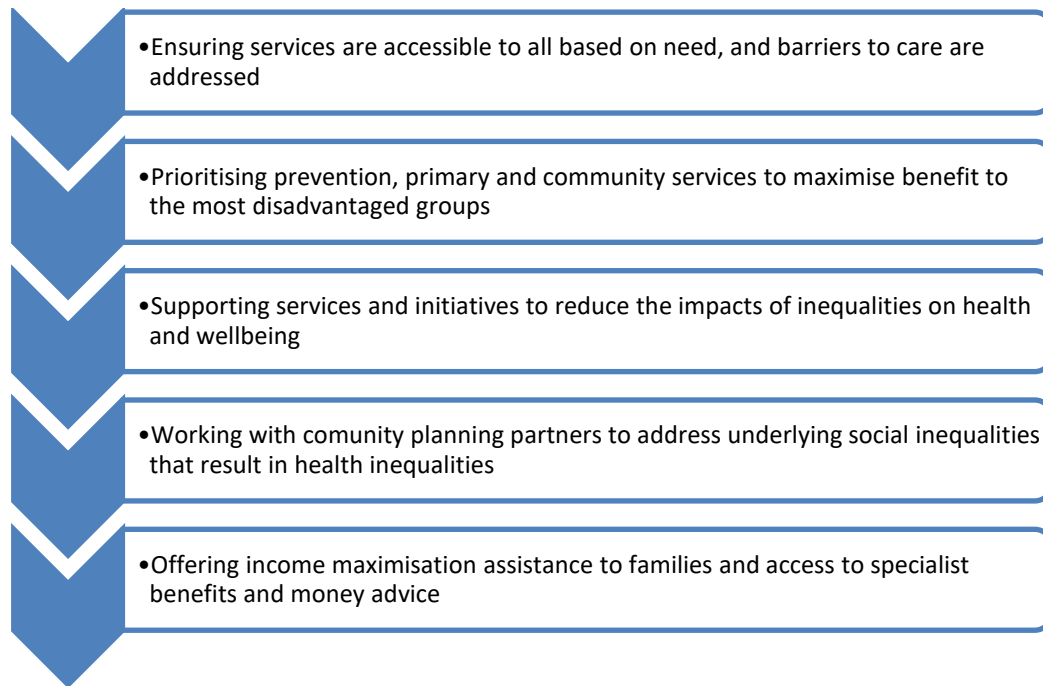 •Ensuring services are accessible to all based on need, and barriers to care are
addressed
•Prioritising prevention, primary and community services to maximise benefit to
the most disadvantaged groups
•Supporting services and initiatives to reduce the impacts of inequalities on health
and wellbeing
•Working with comunity planning partners to address underlying social inequalities
that result in health inequalities
•Offering income maximisation assistance to families and access to specialist
benefits and money advice